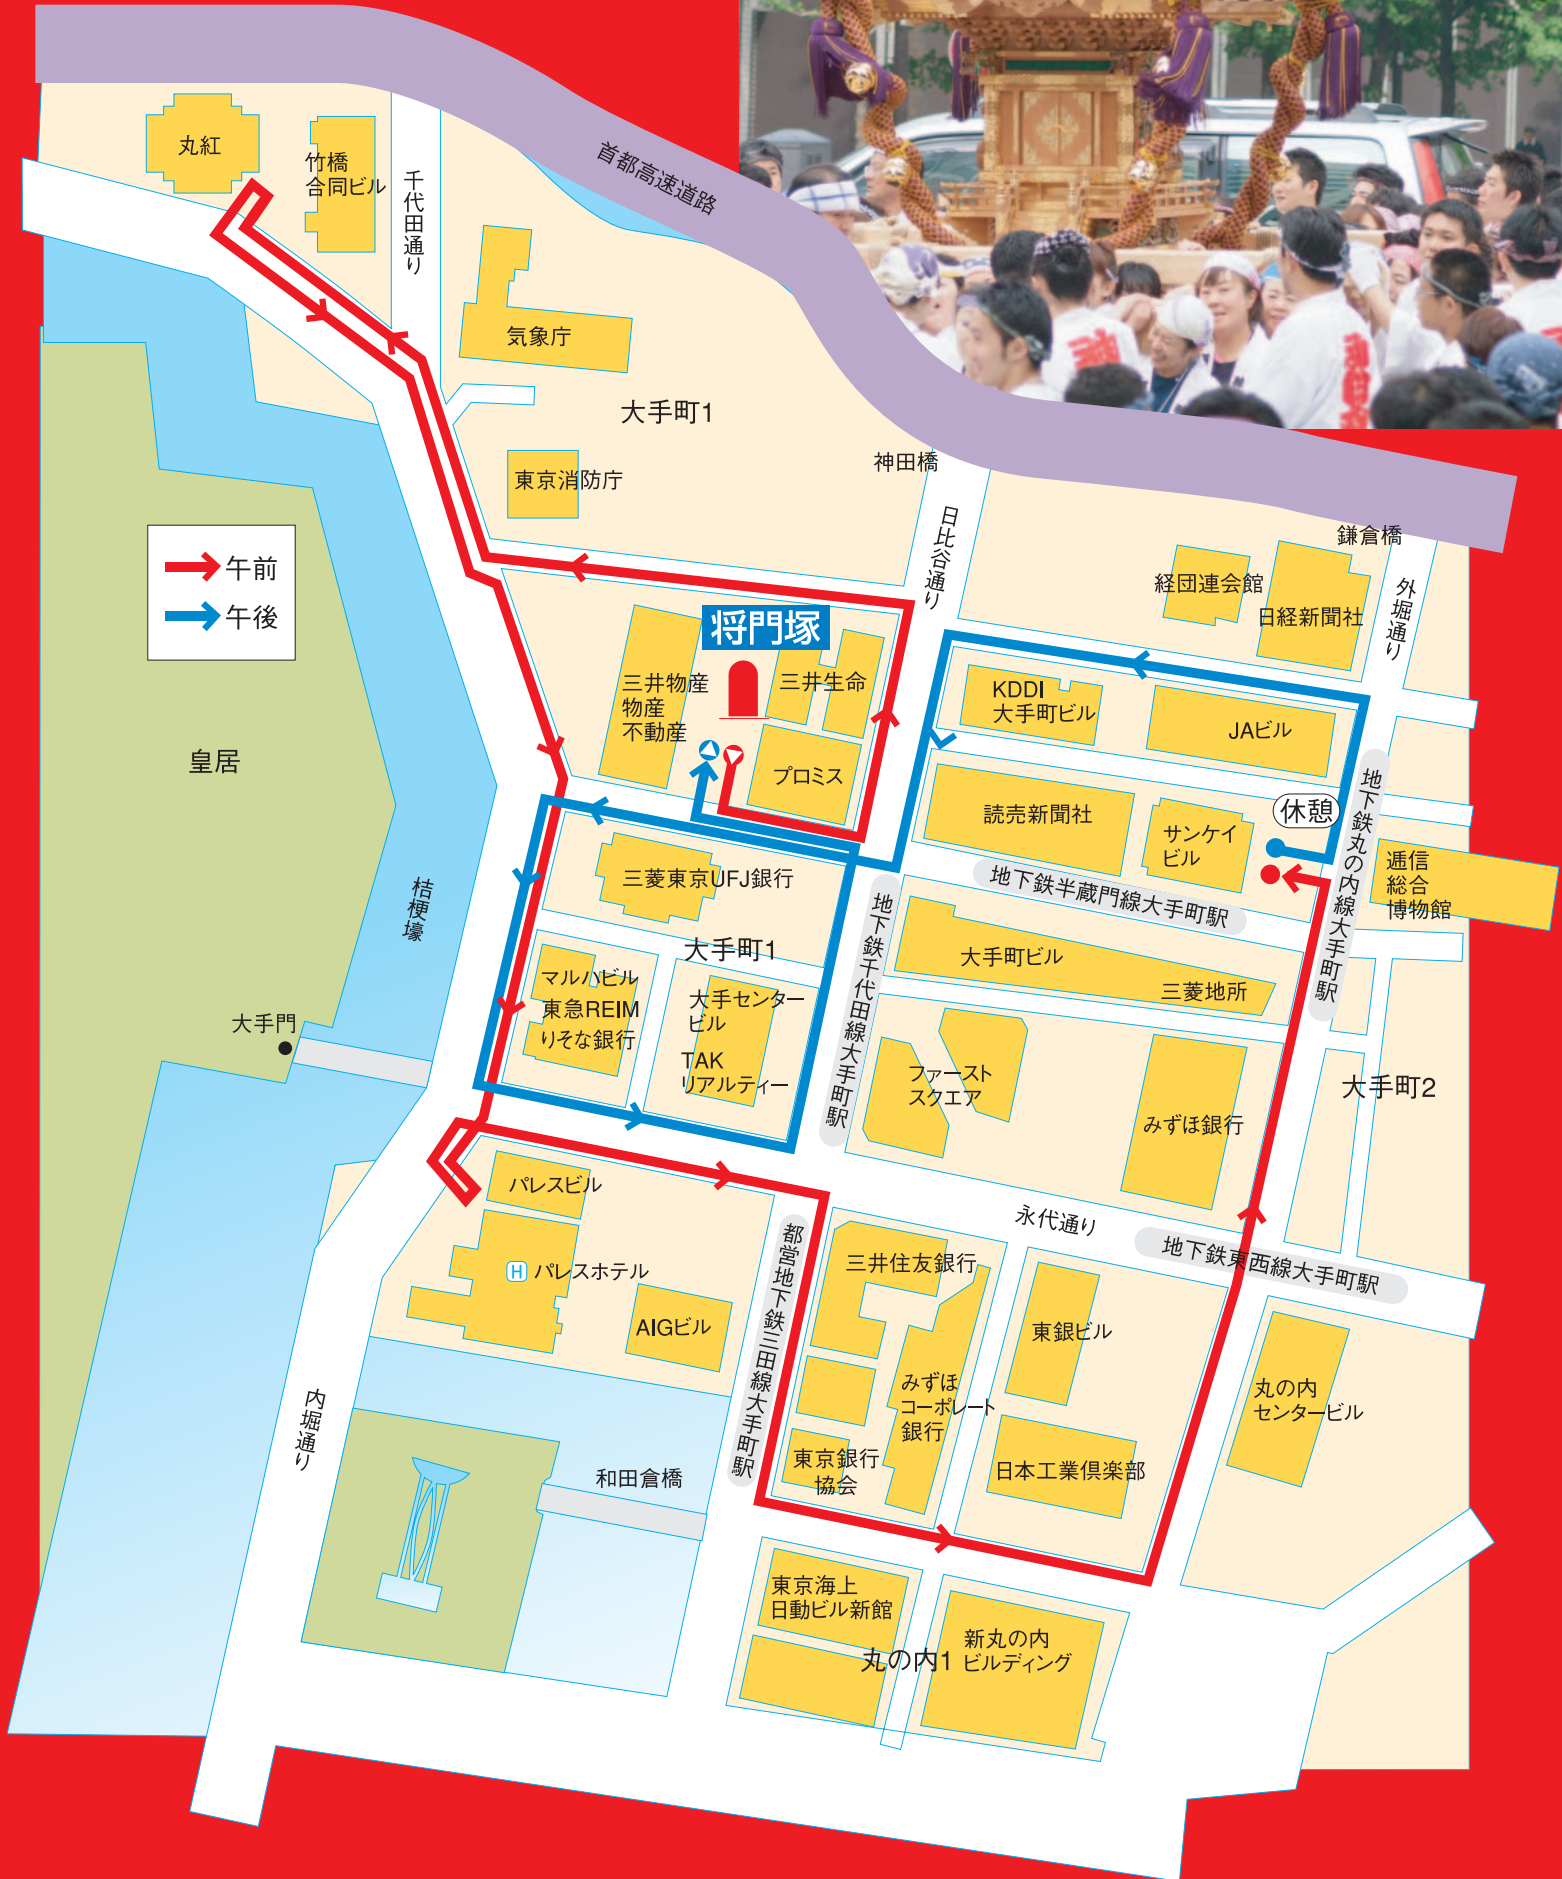 首都高速道路
丸紅
竹橋
合同ビル
千代田通り
気象庁
大手町1
東京消防庁
神田橋
日比谷通り
鎌倉橋
外堀通り
経団連会館
日経新聞社
午前
午後
将門塚
三井物産
物産
不動産
三井生命
プロミス
KDDI
大手町ビル
JAビル
皇居
読売新聞社
サンケイ
ビル
休憩
地下鉄丸の内線大手町駅
逓信
総合
博物館
地下鉄半蔵門線大手町駅
三菱東京UFJ銀行
桔梗壕
大手町1
地下鉄千代田線大手町駅
大手町ビル
三菱地所
マルハビル
東急REIM
りそな銀行
大手センター
ビル
TAK
リアルティー
大手門
ファースト
スクエア
みずほ銀行
大手町2
パレスビル
永代通り
地下鉄東西線大手町駅
都営地下鉄三田線大手町駅
三井住友銀行
H パレスホテル
AIGビル
東銀ビル
みずほ
コーポレート
銀行
丸の内
センタービル
内堀通り
東京銀行
協会
日本工業倶楽部
和田倉橋
東京海上
日動ビル新館
丸の内1
新丸の内
ビルディング